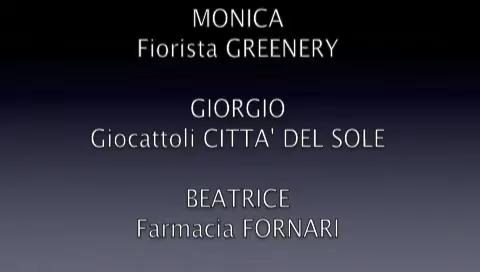 MONICA
Fiorista GREENERY
GIORGIO
Giocattoli CITTA' DEL SOLE
BEATRICE
Farmacia FORNARI